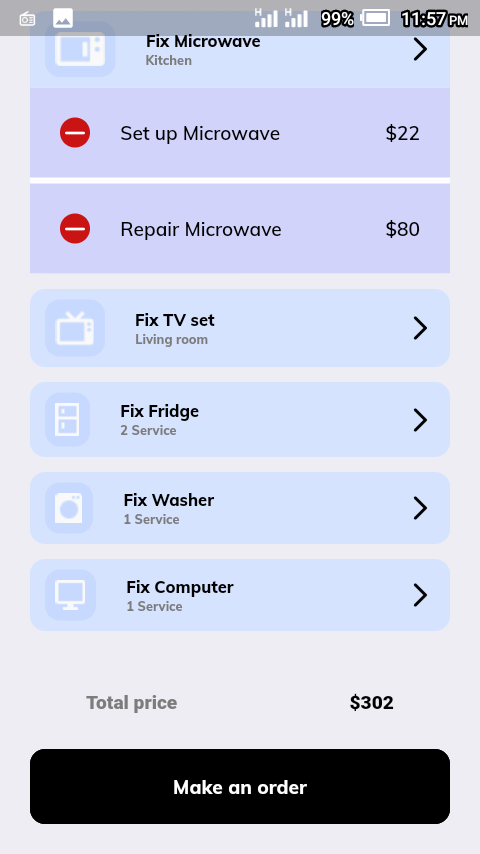 H H 99% 11:57 PM
Fix Microwave
Kitchen
Set up Microwave $22
Repair Microwave $80
Fix TV set
Living room
Fix Fridge
2 Service
Fix Washer
1 Service
Fix Computer
1 Service
Total price $302
Make an order